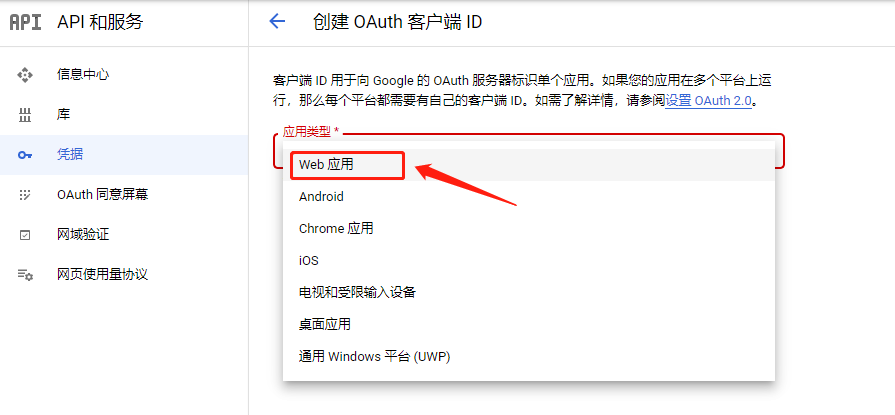 API API 和服务
信息中心
库
凭据
OAuth 同意屏幕
网域验证
网页使用量协议
创建 OAuth 客户端 ID
客户端 ID 用于向 Google 的 OAuth 服务器标识单个应用。如果您的应用在多个平台上运
行，那么每个平台都需要有自己的客户端 ID。如需了解详情，请参阅设置 OAuth 2.0。
应用类型 *
Web 应用
Android
Chrome 应用
iOS
电视和受限输入设备
桌面应用
通用 Windows 平台 (UWP)